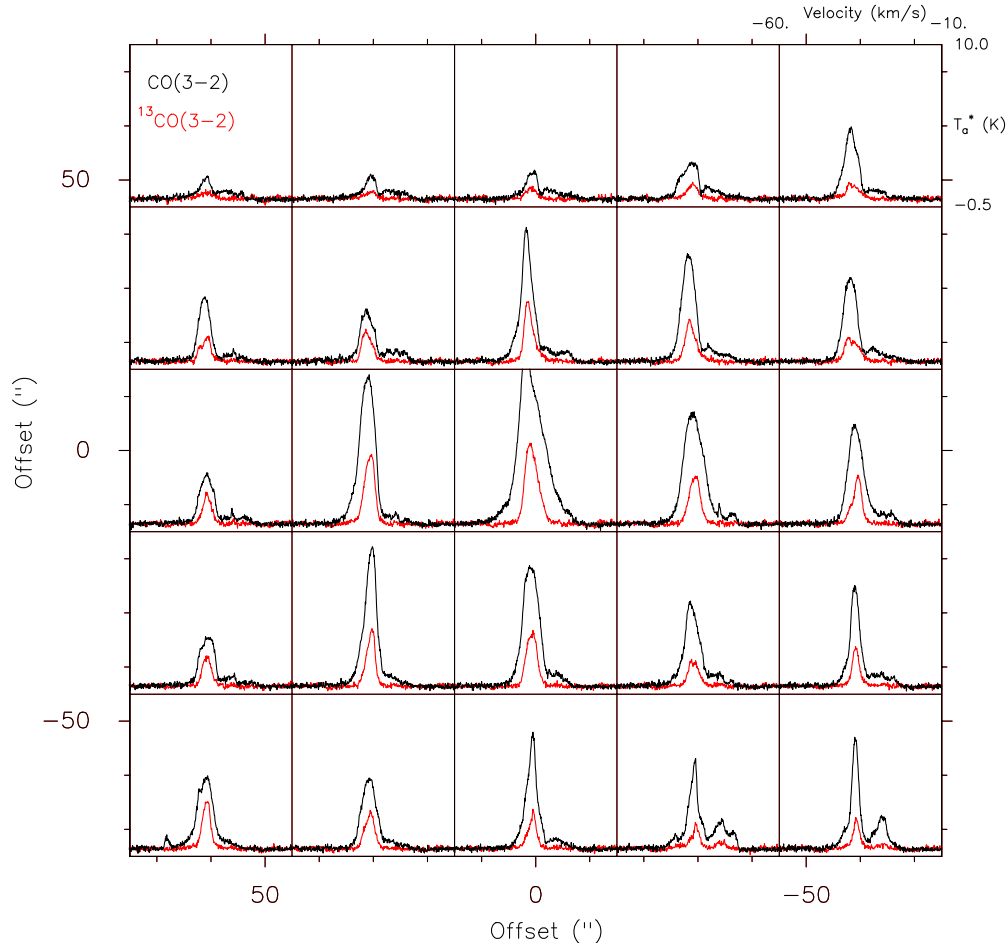 Velocity (km/s)
−60. −10.
10.0
CO(3−2)
¹³CO(3−2)
Tₐ* (K)
50
−0.5
Offset ('')
0
−50
50 0 −50
Offset ('')